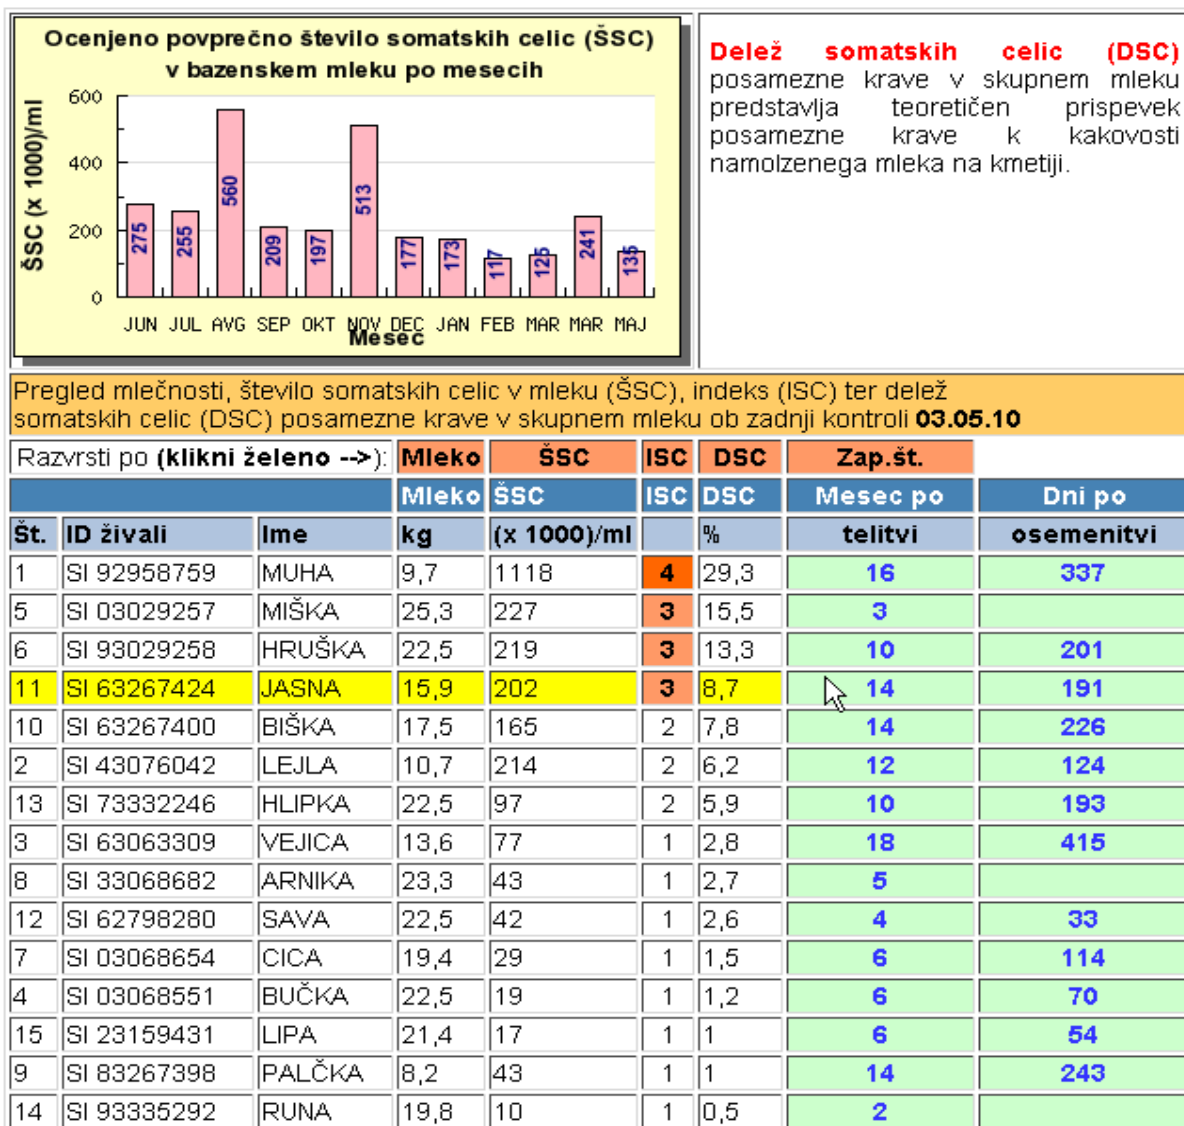 Ocenjeno povprečno število somatskih celic (ŠSC)
v bazenskem mleku po mesecih
ŠSC (x 1000)/ml
600
400
200
0
275 255 560 209 197 513 177 173 117 125 241 135
JUN JUL AVG SEP OKT NOV DEC JAN FEB MAR MAR MAJ
Mesec
Delež somatskih celic (DSC)
posamezne krave v skupnem mleku
predstavlja teoretičen prispevek
posamezne krave k kakovosti
namolzenega mleka na kmetiji.
Pregled mlečnosti, število somatskih celic v mleku (ŠSC), indeks (ISC) ter delež
somatskih celic (DSC) posamezne krave v skupnem mleku ob zadnji kontroli 03.05.10
Razvrsti po (klikni želeno -->): Mleko ŠSC ISC DSC Zap.št.
Mleko ŠSC ISC DSC Mesec po Dni po
Št. ID živali Ime kg (x 1000)/ml % telitvi osemenitvi
1 SI 92958759 MUHA 9,7 1118 4 29,3 16 337
5 SI 03029257 MIŠKA 25,3 227 3 15,5 3
6 SI 93029258 HRUŠKA 22,5 219 3 13,3 10 201
11 SI 63267424 JASNA 15,9 202 3 8,7 14 191
10 SI 63267400 BIŠKA 17,5 165 2 7,8 14 226
2 SI 43076042 LEJLA 10,7 214 2 6,2 12 124
13 SI 73332246 HLIPKA 22,5 97 2 5,9 10 193
3 SI 63063309 VEJICA 13,6 77 1 2,8 18 415
8 SI 33068682 ARNIKA 23,3 43 1 2,7 5
12 SI 62798280 SAVA 22,5 42 1 2,6 4 33
7 SI 03068654 CICA 19,4 29 1 1,5 6 114
4 SI 03068551 BUČKA 22,5 19 1 1,2 6 70
15 SI 23159431 LIPA 21,4 17 1 1 6 54
9 SI 83267398 PALČKA 8,2 43 1 1 14 243
14 SI 93335292 RUNA 19,8 10 1 0,5 2